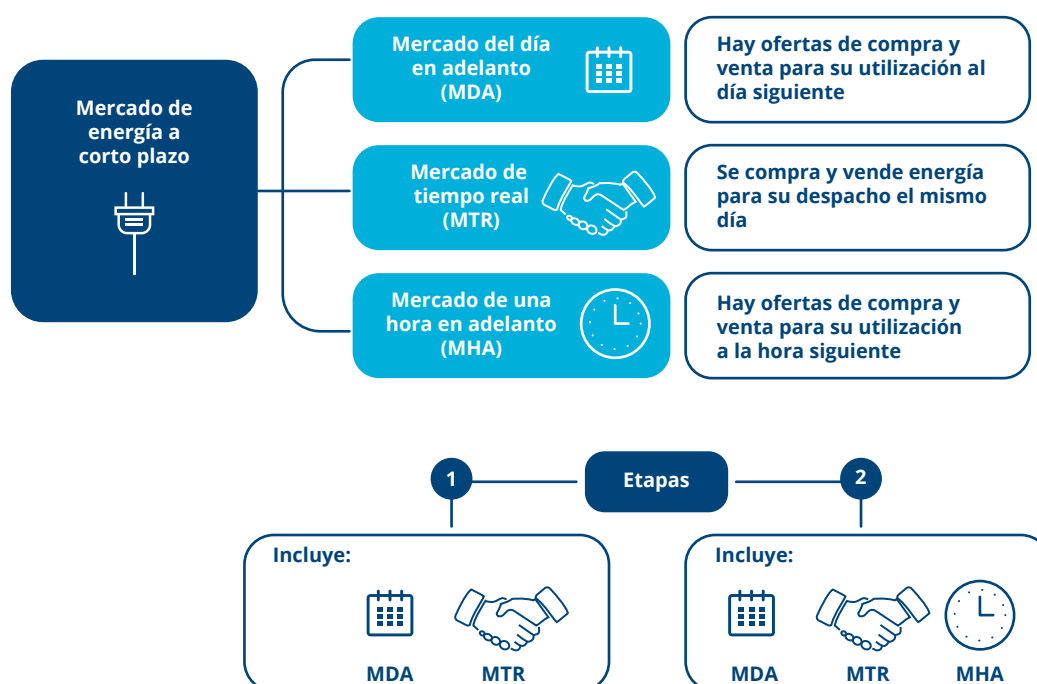 Mercado de
energía a
corto plazo
Mercado del día
en adelanto
(MDA)
Hay ofertas de compra y
venta para su utilización al
día siguiente
Mercado de
tiempo real
(MTR)
Se compra y vende energía
para su despacho el mismo
día
Mercado de una
hora en adelanto
(MHA)
Hay ofertas de compra y
venta para su utilización
a la hora siguiente
1
Etapas
2
Incluye:
MDA
MTR
Incluye:
MDA
MTR
MHA